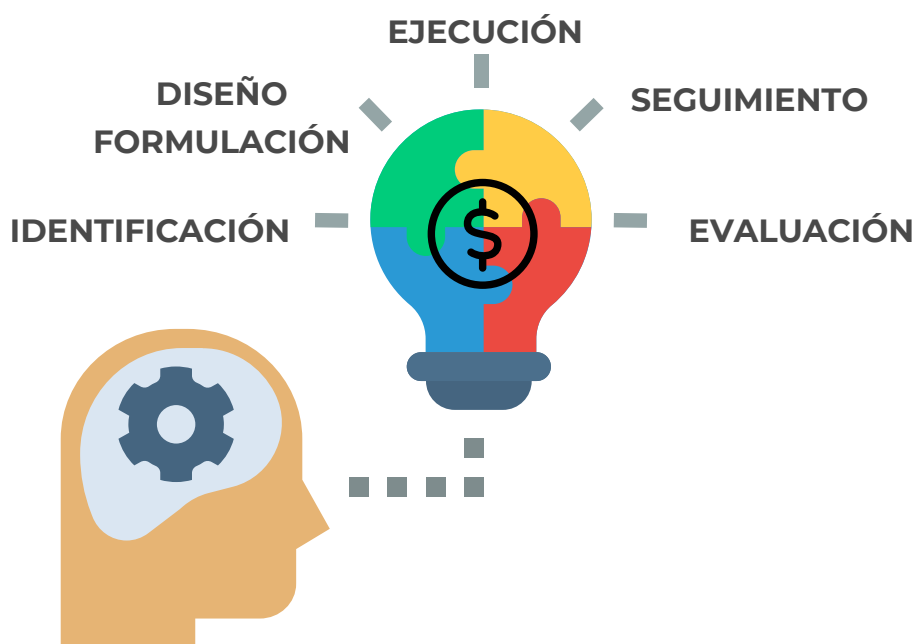 EJECUCIÓN
DISEÑO
FORMULACIÓN
SEGUIMIENTO
IDENTIFICACIÓN
EVALUACIÓN
$